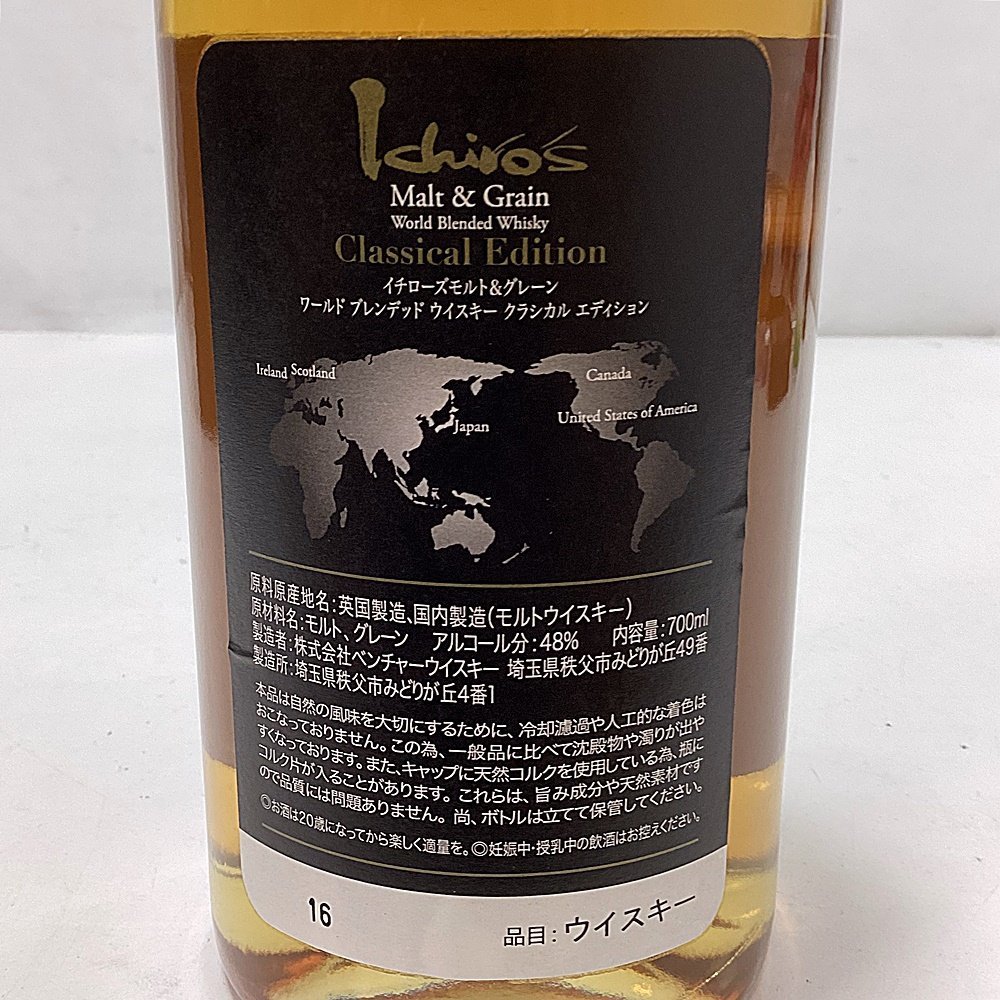 Ichiro's
Malt & Grain
World Blended Whisky
Classical Edition
イチローズモルト&グレーン
ワールド ブレンデッド ウイスキー クラシカル エディション
Ireland Scotland
Canada
United States of America
Japan
原料原産地名:英国製造、国内製造(モルトウイスキー)
原材料名:モルト、グレーン アルコール分:48% 内容量:700ml
製造者:株式会社ベンチャーウイスキー 埼玉県秩父市みどりが丘49番
製造所:埼玉県秩父市みどりが丘4番1
本品は自然の風味を大切にするために、冷却濾過や人工的な着色は
おこなっておりません。この為、一般品に比べて沈殿物や濁りが出や
すくなっております。また、キャップに天然コルクを使用している為、瓶に
コルク片が入ることがあります。これらは、旨み成分や天然素材です
ので品質には問題ありません。尚、ボトルは立てて保管してください。
◎お酒は20歳になってから楽しく適量を。◎妊娠中・授乳中の飲酒はお控えください。
16
品目:ウイスキー